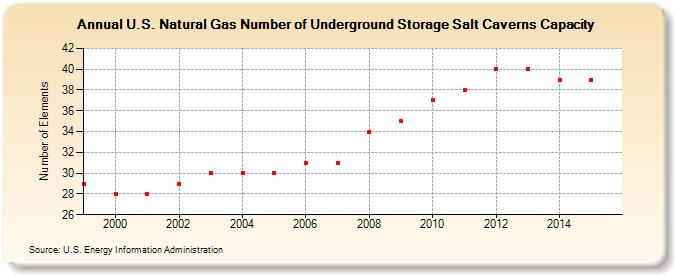 Annual U.S. Natural Gas Number of Underground Storage Salt Caverns Capacity
Number of Elements
42
40
38
36
34
32
30
28
26
2000 2002 2004 2006 2008 2010 2012 2014
Source: U.S. Energy Information Administration